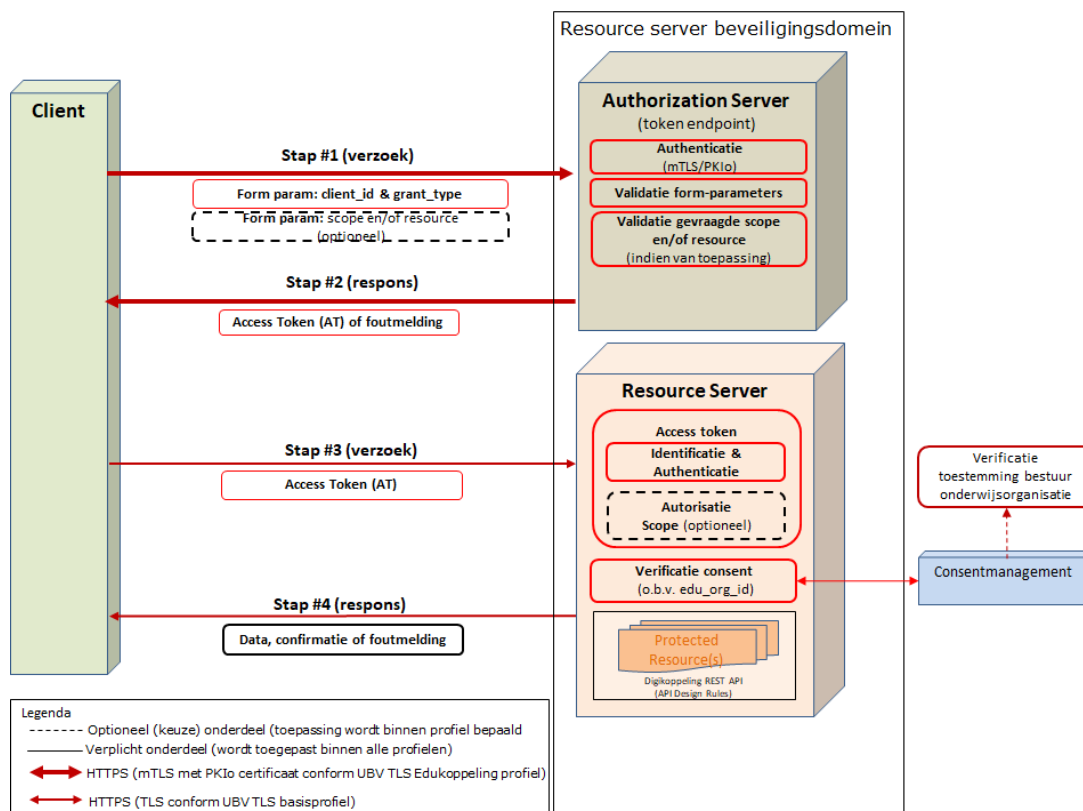 Resource server beveiligingsdomein
Client
Authorization Server
(token endpoint)
Authenticatie
(mTLS/PKIo)
Validatie form-parameters
Validatie gevraagde scope
en/of resource
(indien van toepassing)
Stap #1 (verzoek)
Form param: client_id & grant_type
Form param: scope en/of resource
(optioneel)
Stap #2 (respons)
Access Token (AT) of foutmelding
Resource Server
Access token
Identificatie &
Authenticatie
Autorisatie
Scope (optioneel)
Stap #3 (verzoek)
Access Token (AT)
Verificatie
toestemming bestuur
onderwijsorganisatie
Verificatie consent
(o.b.v. edu_org_id)
Consentmanagement
Stap #4 (respons)
Data, confirmatie of foutmelding
Protected
Resource(s)
Digikoppeling REST API
(API Design Rules)
Legenda
Optioneel (keuze) onderdeel (toepassing wordt binnen profiel bepaald
Verplicht onderdeel (wordt toegepast binnen alle profielen)
HTTPS (mTLS met PKIo certificaat conform UBV TLS Edukoppeling profiel)
HTTPS (TLS conform UBV TLS basisprofiel)